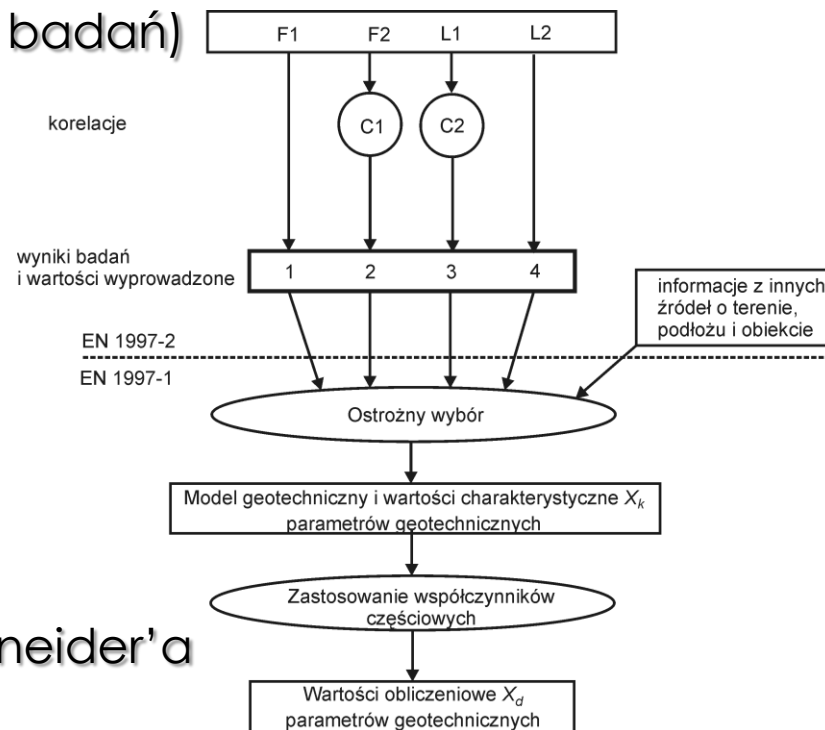 badań)
F1 F2 L1 L2
korelacje
C1 C2
wyniki badań
i wartości wyprowadzone
1 2 3 4
informacje z innych
źródeł o terenie,
podłożu i obiekcie
EN 1997-2
EN 1997-1
Ostrożny wybór
Model geotechniczny i wartości charakterystyczne Xk
parametrów geotechnicznych
Zastosowanie współczynników
częściowych
neider’a
Wartości obliczeniowe Xd
parametrów geotechnicznych